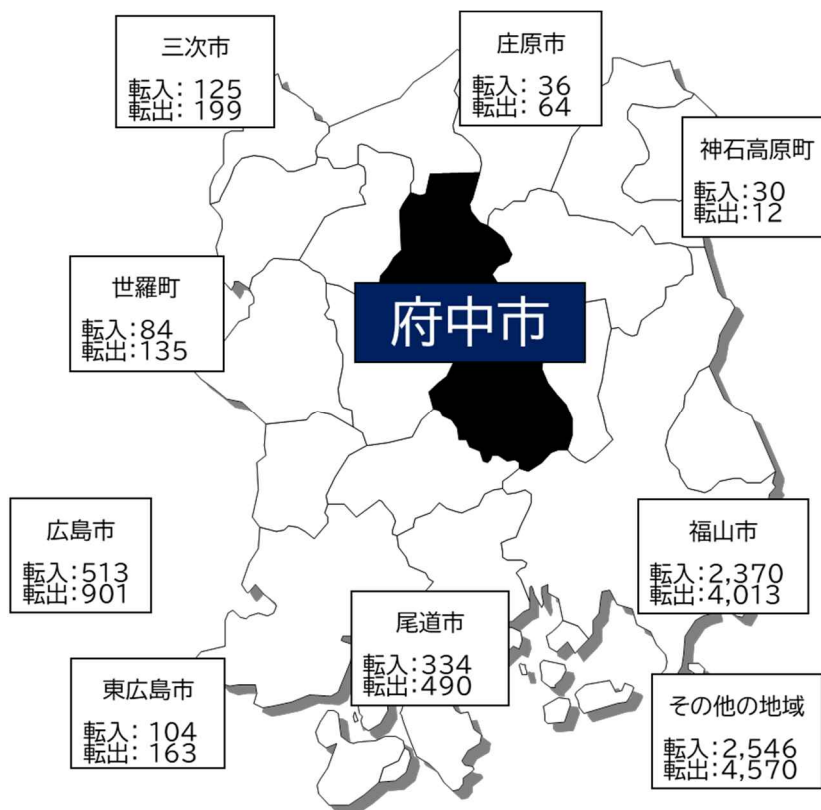 三次市
転入: 125
転出: 199
庄原市
転入: 36
転出: 64
神石高原町
転入:30
転出:12
世羅町
転入:84
転出:135
府中市
広島市
転入:513
転出:901
福山市
転入:2,370
転出:4,013
尾道市
転入:334
転出:490
東広島市
転入: 104
転出: 163
その他の地域
転入:2,546
転出:4,570